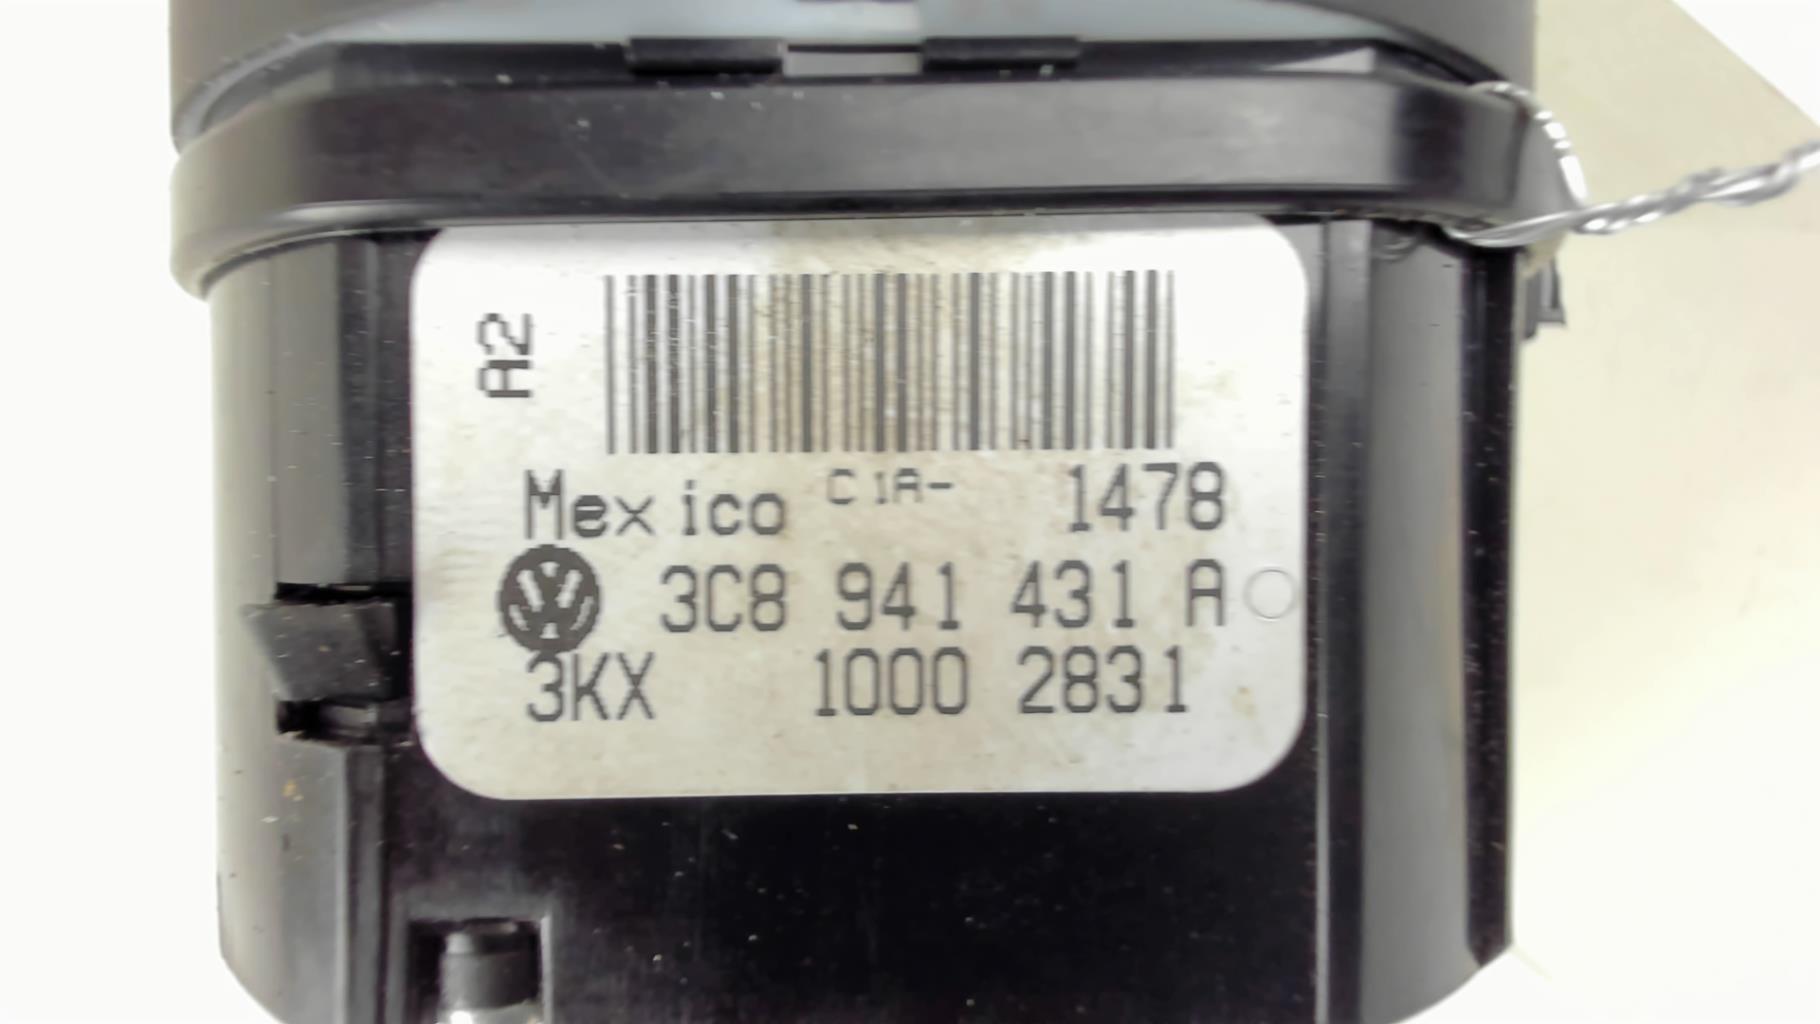 A2
Mexico C1A- 1478
3C8 941 431 A
3KX 1000 2831